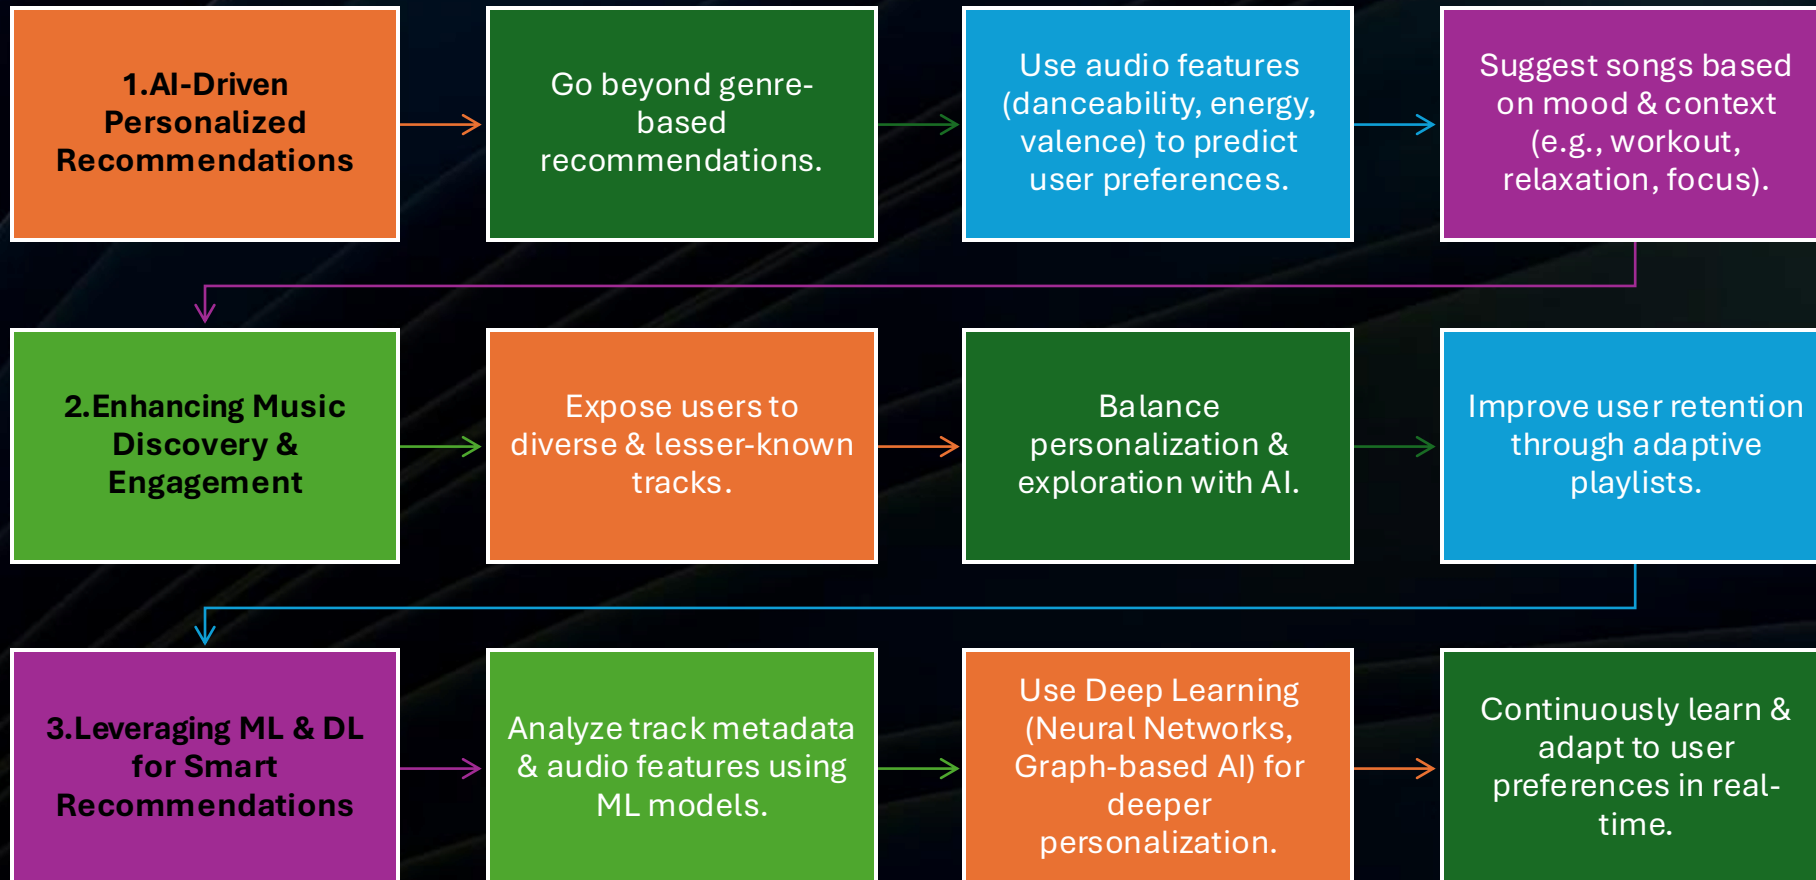 1.AI-Driven
Personalized
Recommendations
Go beyond genre-
based
recommendations.
Use audio features
(danceability, energy,
valence) to predict
user preferences.
Suggest songs based
on mood & context
(e.g., workout,
relaxation, focus).
2.Enhancing Music
Discovery &
Engagement
Expose users to
diverse & lesser-known
tracks.
Balance
personalization &
exploration with AI.
Improve user retention
through adaptive
playlists.
3.Leveraging ML & DL
for Smart
Recommendations
Analyze track metadata
& audio features using
ML models.
Use Deep Learning
(Neural Networks,
Graph-based AI) for
deeper
personalization.
Continuously learn &
adapt to user
preferences in real-
time.